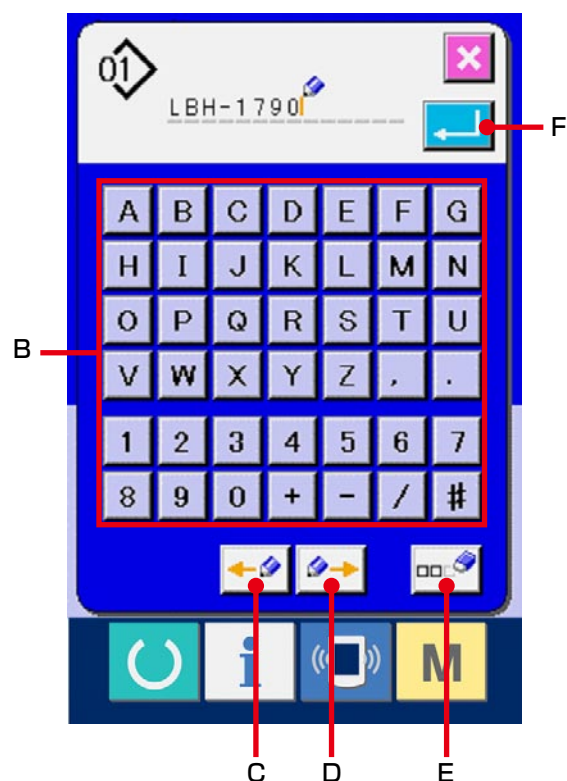 01
LBH-1790
F
A B C D E F G
H I J K L M N
O P Q R S T U
B
V W X Y Z , .
1 2 3 4 5 6 7
8 9 0 + - / #
i M
C D E